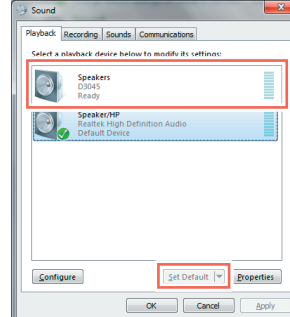 Sound
Playback Recording Sounds Communications
Select a playback device below to modify its settings:
Speakers
D3045
Ready
Speaker/HP
Realtek High Definition Audio
Default Device
Configure Set Default Properties
OK Cancel Apply